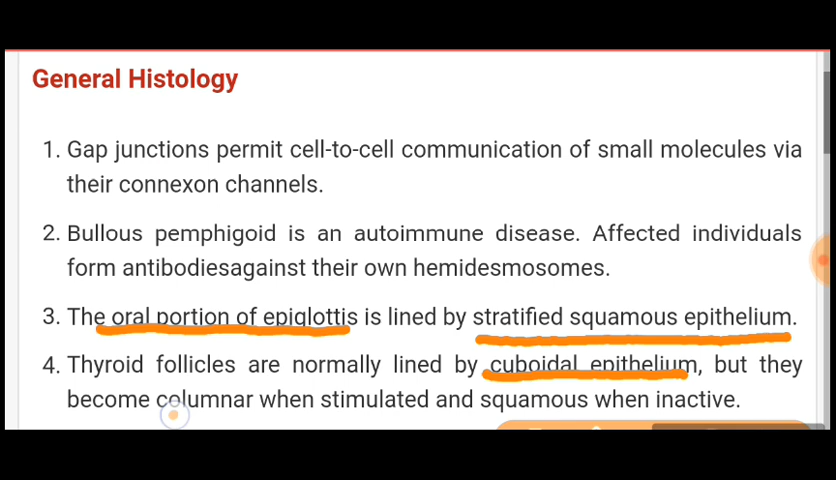 General Histology
1. Gap junctions permit cell-to-cell communication of small molecules via
their connexon channels.
2. Bullous pemphigoid is an autoimmune disease. Affected individuals
form antibodiesagainst their own hemidesmosomes.
3. The oral portion of epiglottis is lined by stratified squamous epithelium.
4. Thyroid follicles are normally lined by cuboidal epithelium, but they
become columnar when stimulated and squamous when inactive.